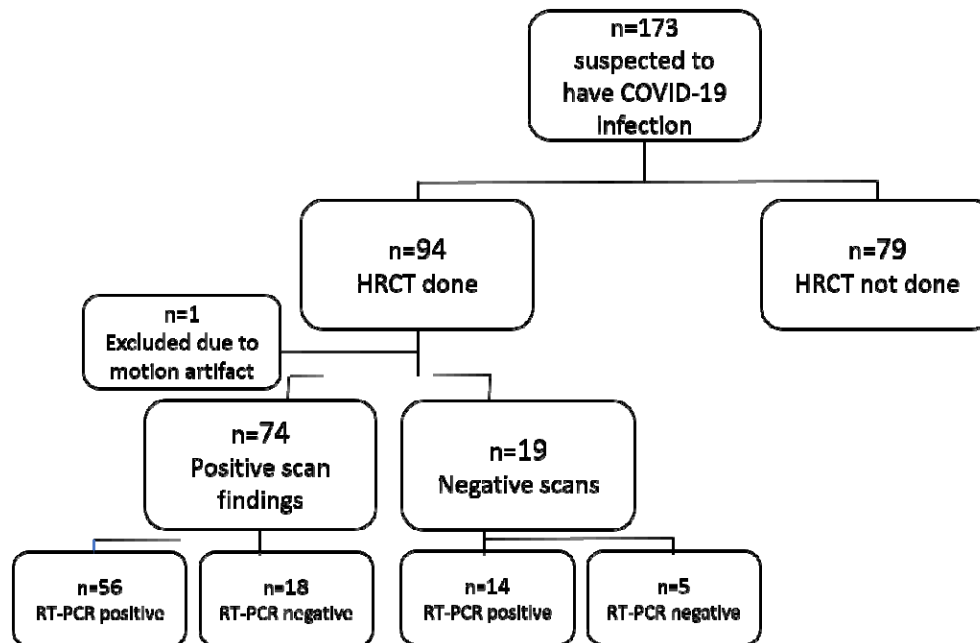 n=173
suspected to
have COVID-19
infection
n=94
HRCT done
n=79
HRCT not done
n=1
Excluded due to
motion artifact
n=74
Positive scan
findings
n=19
Negative scans
n=56
RT-PCR positive
n=18
RT-PCR negative
n=14
RT-PCR positive
n=5
RT-PCR negative